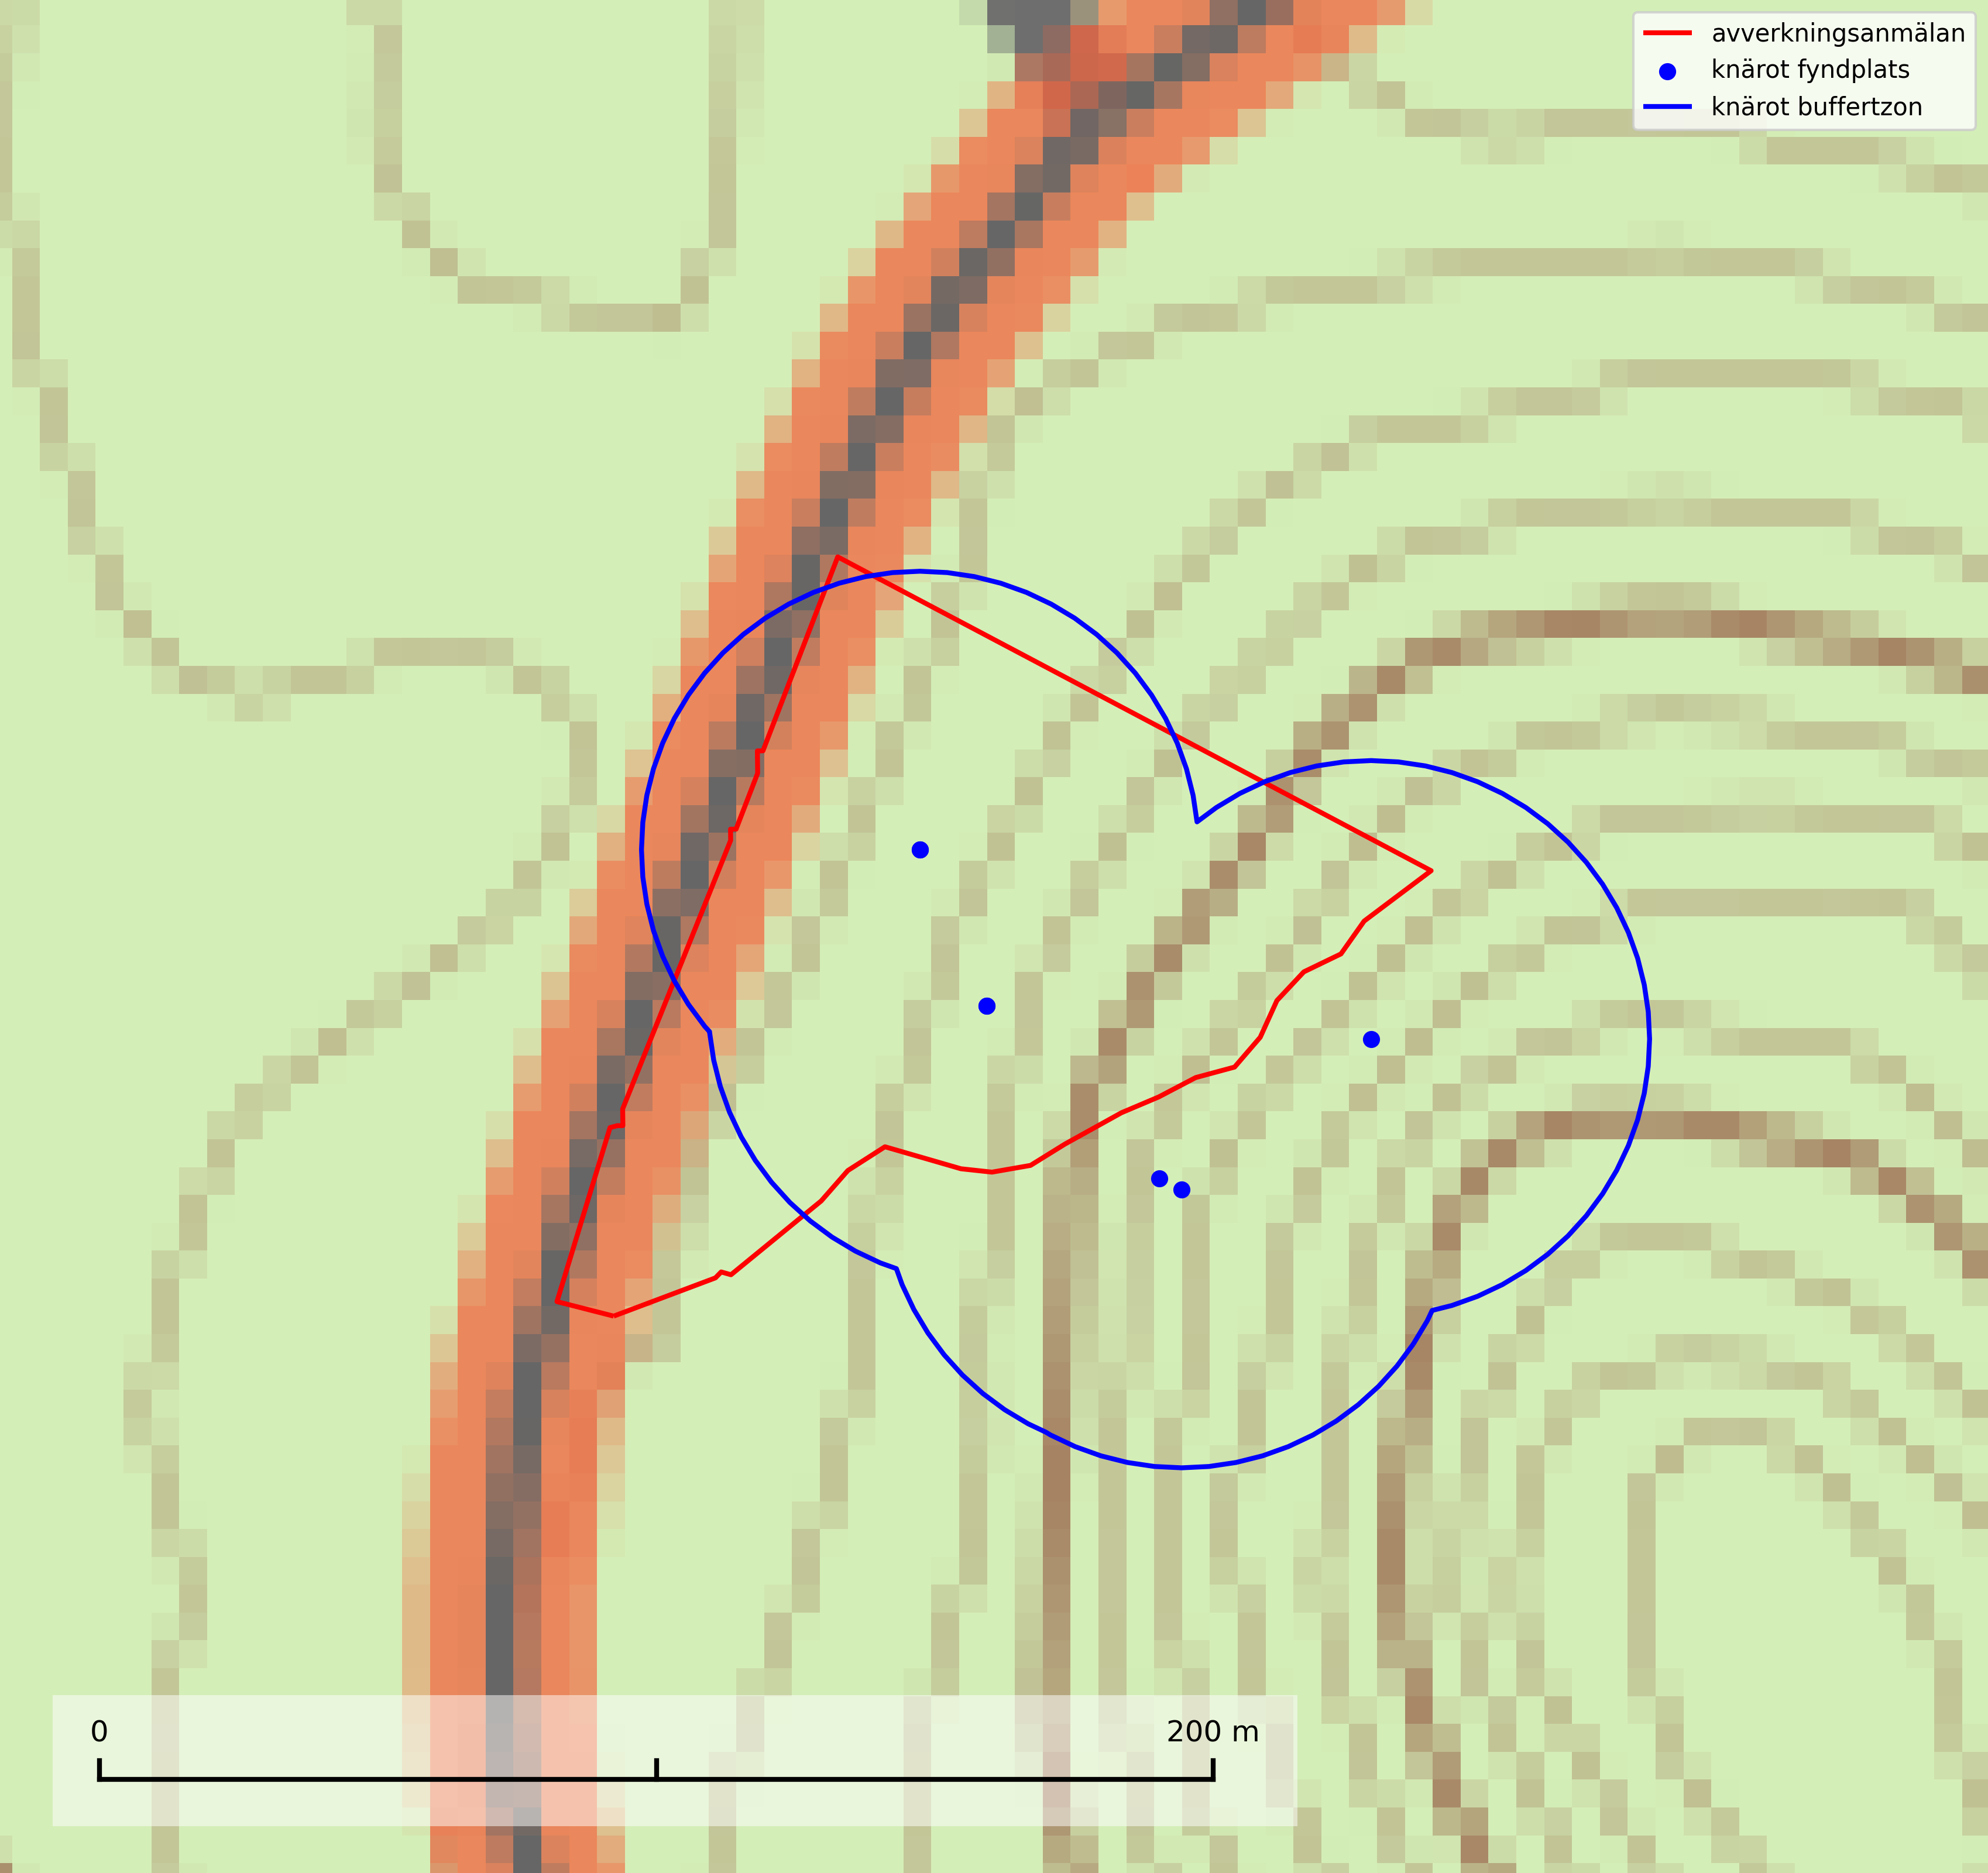 avverkningsanmälan
knärot fyndplats
knärot buffertzon
0 200 m